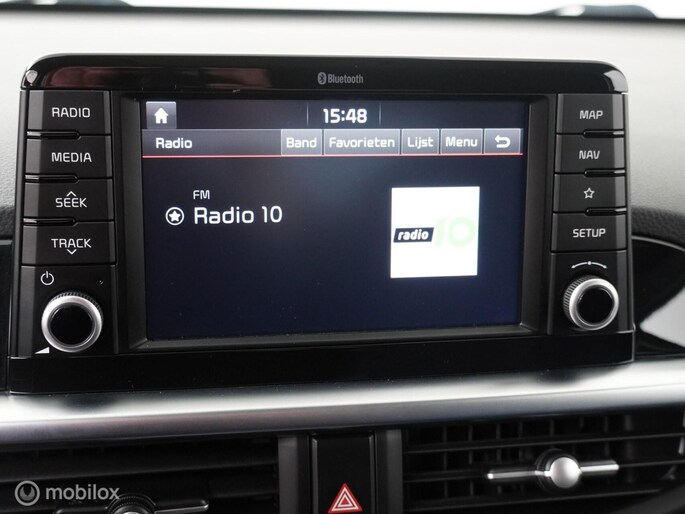 Bluetooth
RADIO
MEDIA
SEEK
TRACK
15:48
Radio Band Favorieten Lijst Menu
FM
Radio 10
radio 10
MAP
NAV
SETUP
mobilox